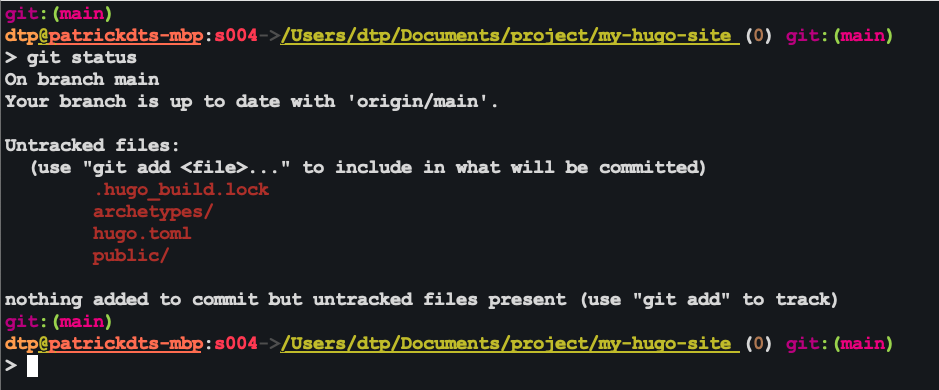 git:(main)
dtp@patrickdts-mbp:s004->/Users/dtp/Documents/project/my-hugo-site (0) git:(main)
> git status
On branch main
Your branch is up to date with 'origin/main'.

Untracked files:
  (use "git add <file>..." to include in what will be committed)
        .hugo_build.lock
        archetypes/
        hugo.toml
        public/

nothing added to commit but untracked files present (use "git add" to track)
git:(main)
dtp@patrickdts-mbp:s004->/Users/dtp/Documents/project/my-hugo-site (0) git:(main)
>